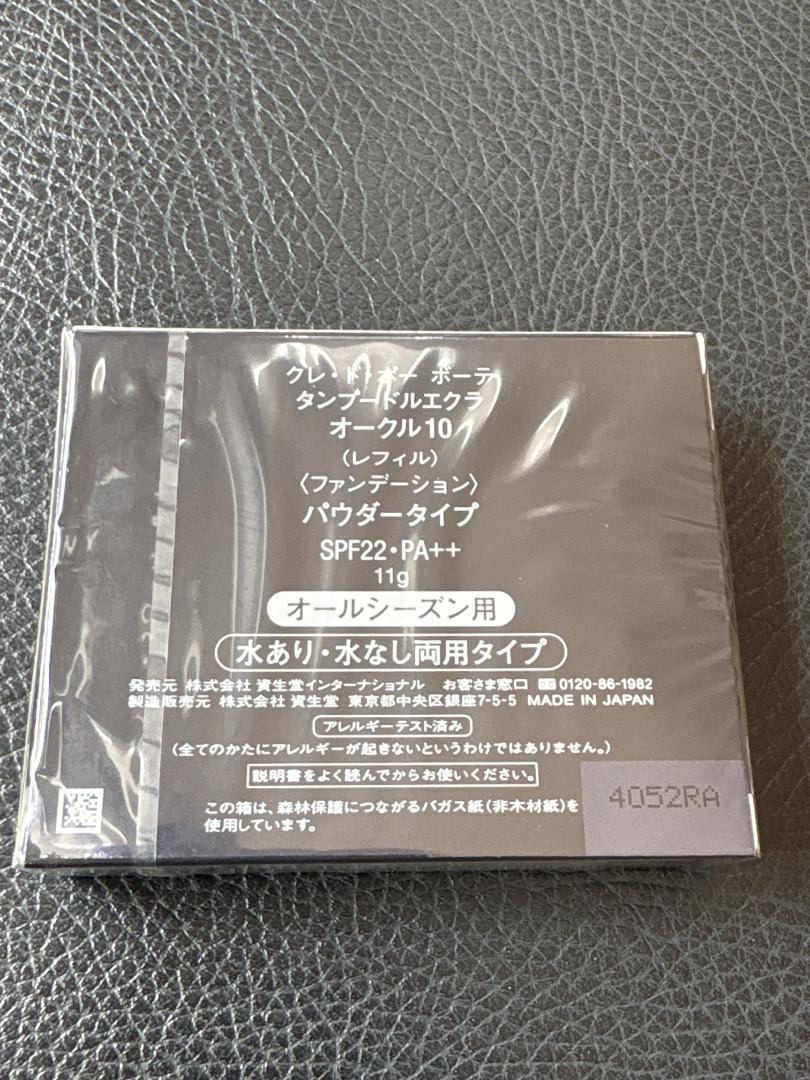 クレ・ド・ポー ボーテ
タンプードルエクラ
オークル10
（レフィル）
〈ファンデーション〉
パウダータイプ
SPF22・PA++
11g
オールシーズン用
水あり・水なし両用タイプ
発売元 株式会社 資生堂インターナショナル お客さま窓口 0120-86-1982
製造販売元 株式会社 資生堂 東京都中央区銀座7-5-5 MADE IN JAPAN
アレルギーテスト済み
（全てのかたにアレルギーが起きないというわけではありません。）
説明書をよく読んでからお使いください。
4052RA
この箱は、森林保護につながるバガス紙（非木材紙）を
使用しています。